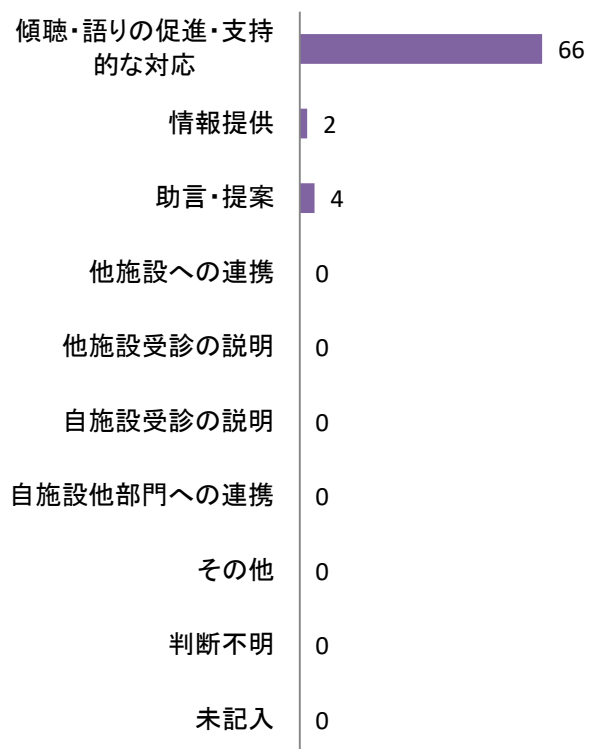 傾聴・語りの促進・支持
的な対応
66
情報提供
2
助言・提案
4
他施設への連携
0
他施設受診の説明
0
自施設受診の説明
0
自施設他部門への連携
0
その他
0
判断不明
0
未記入
0